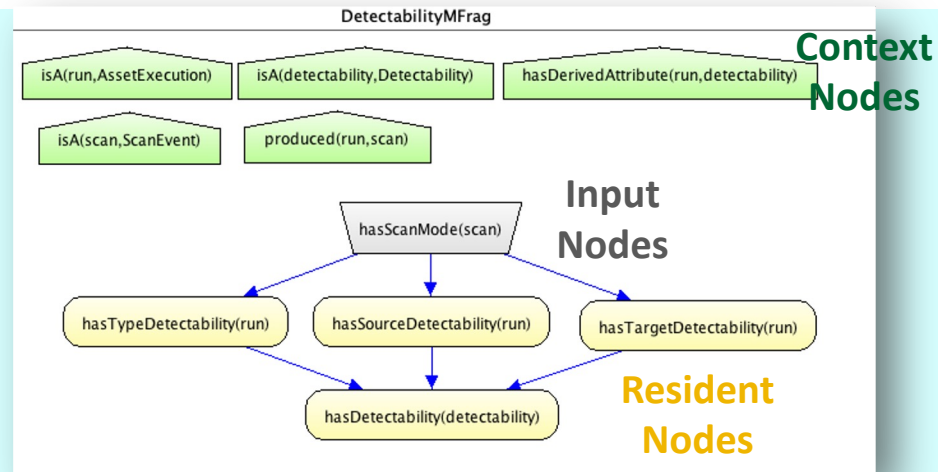 DetectabilityMFrag
Context
Nodes
isA(run,AssetExecution)
isA(detectability,Detectability)
hasDerivedAttribute(run,detectability)
isA(scan,ScanEvent)
produced(run,scan)
Input
Nodes
hasScanMode(scan)
hasTypeDetectability(run)
hasSourceDetectability(run)
hasTargetDetectability(run)
Resident
Nodes
hasDetectability(detectability)